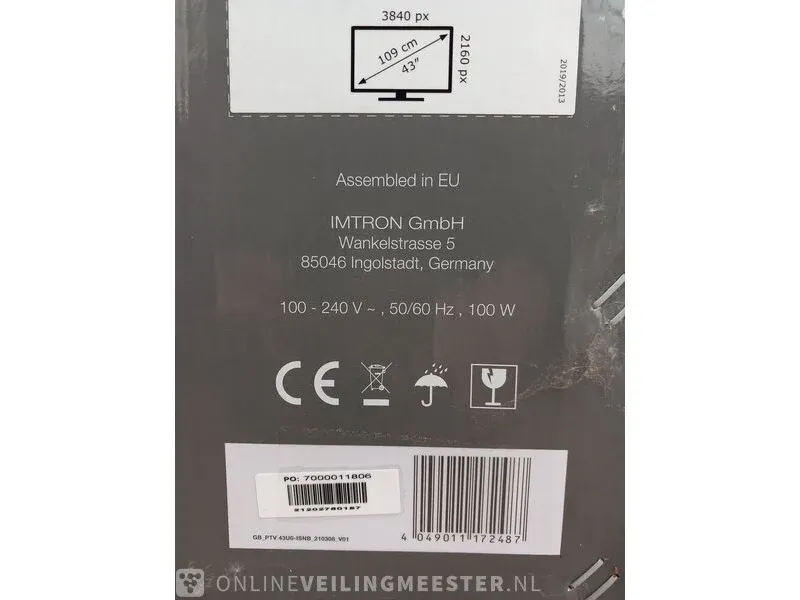 3840 px
109 cm
43"
2160 px
2019/2013
Assembled in EU
IMTRON GmbH
Wankelstrasse 5
85046 Ingolstadt, Germany
100 - 240 V ~ , 50/60 Hz , 100 W
CE
PO: 7000011806
21202780187
GB_PTV 43UG-ISNB_210308_V01
4 049011 172487
ONLINEVEILINGMEESTER.NL